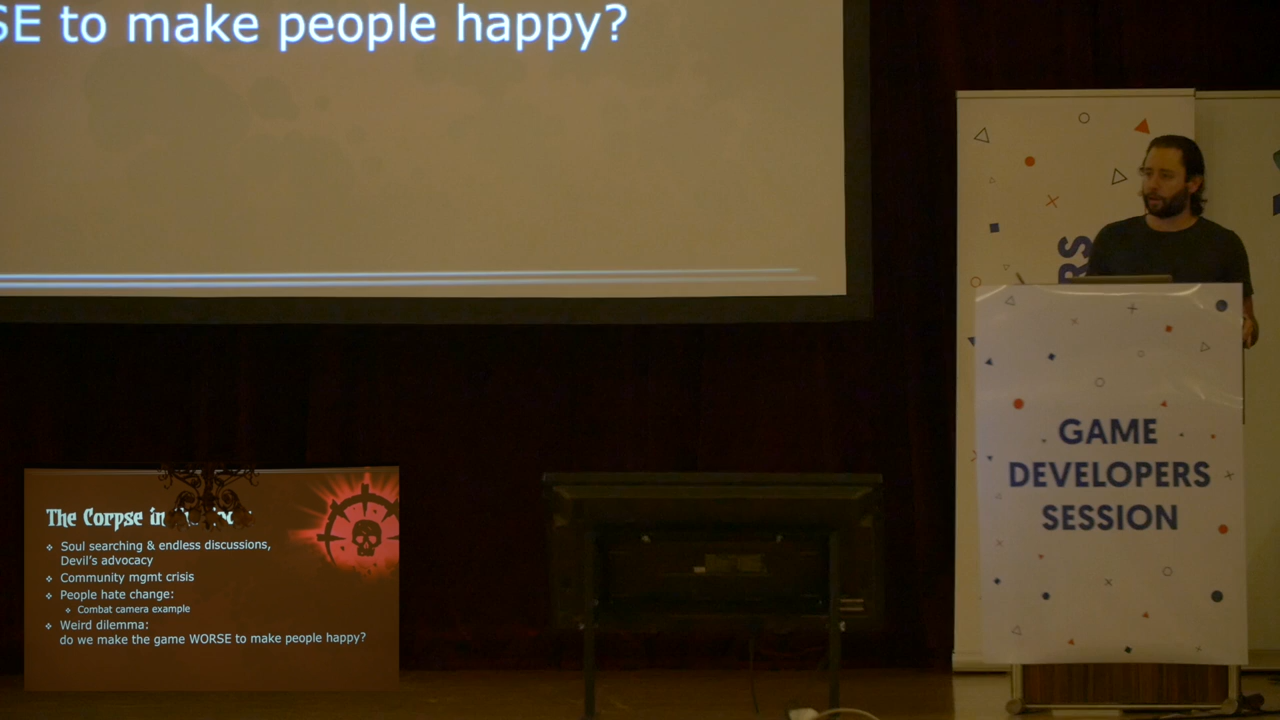 SE to make people happy?
RS
GAME
DEVELOPERS
SESSION
The Corpse in
Soul searching & endless discussions,
Devil's advocacy
Community mgmt crisis
People hate change:
Combat camera example
Weird dilemma:
do we make the game WORSE to make people happy?